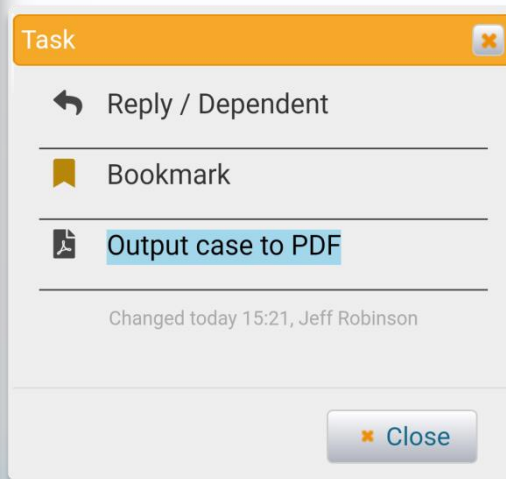 Task
Reply / Dependent
Bookmark
Output case to PDF
Changed today 15:21, Jeff Robinson
Close